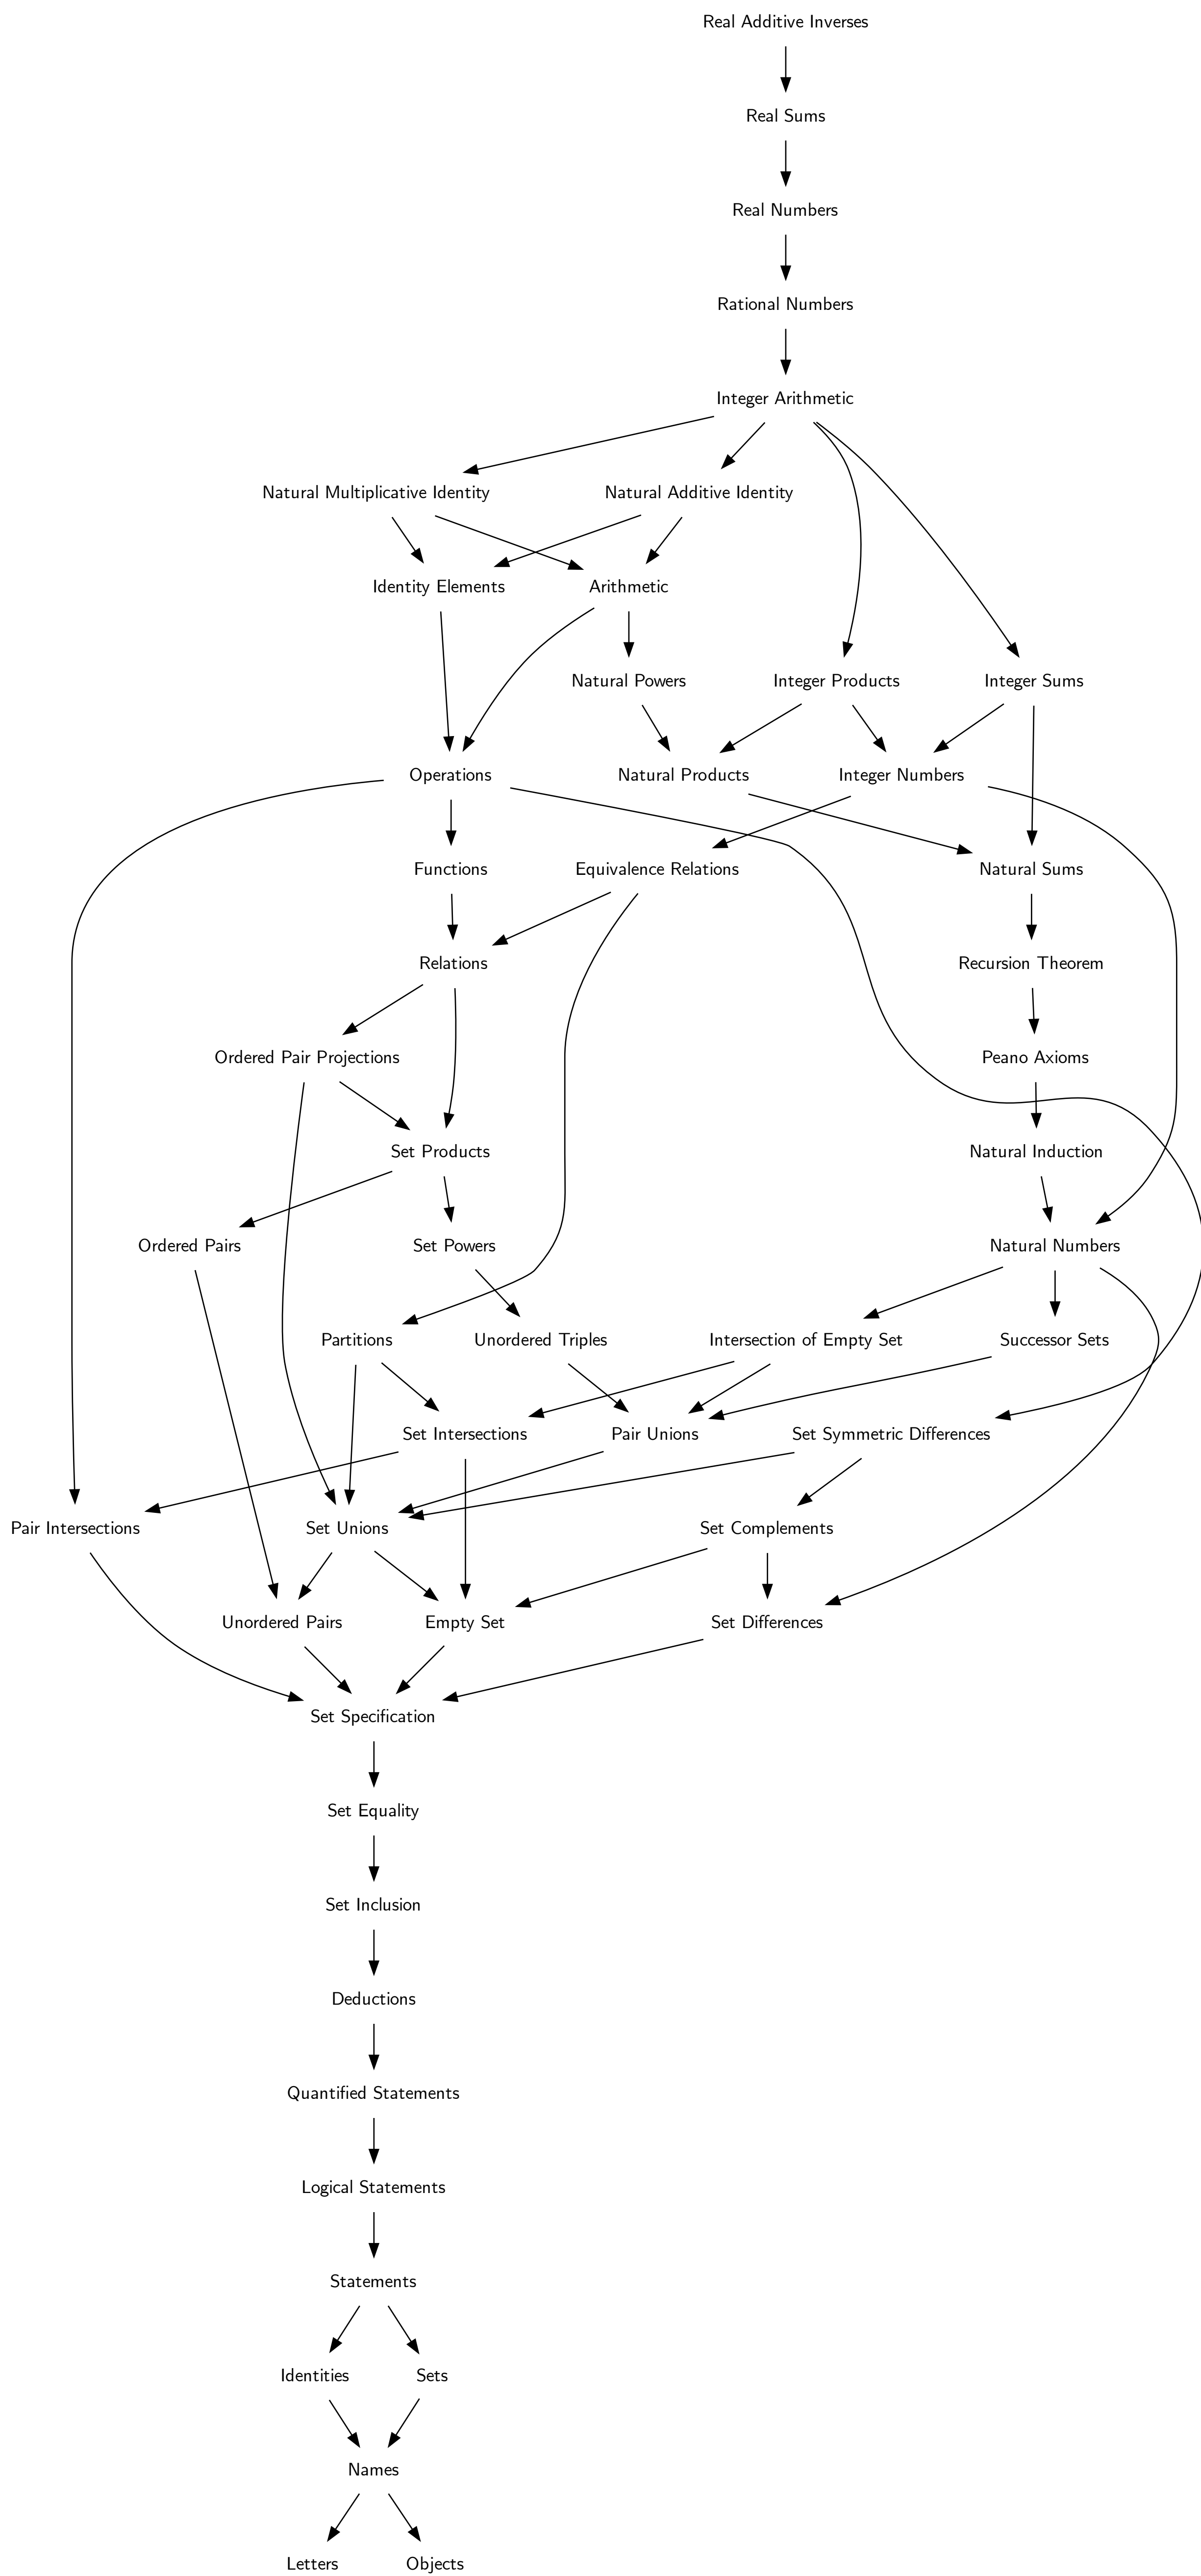 Real Additive Inverses
Real Sums
Real Numbers
Rational Numbers
Integer Arithmetic
Natural Multiplicative Identity
Natural Additive Identity
Identity Elements
Arithmetic
Natural Powers
Integer Products
Integer Sums
Operations
Natural Products
Integer Numbers
Functions
Equivalence Relations
Natural Sums
Relations
Recursion Theorem
Ordered Pair Projections
Peano Axioms
Set Products
Natural Induction
Ordered Pairs
Set Powers
Natural Numbers
Partitions
Unordered Triples
Intersection of Empty Set
Successor Sets
Set Intersections
Pair Unions
Set Symmetric Differences
Pair Intersections
Set Unions
Set Complements
Unordered Pairs
Empty Set
Set Differences
Set Specification
Set Equality
Set Inclusion
Deductions
Quantified Statements
Logical Statements
Statements
Identities
Sets
Names
Letters
Objects